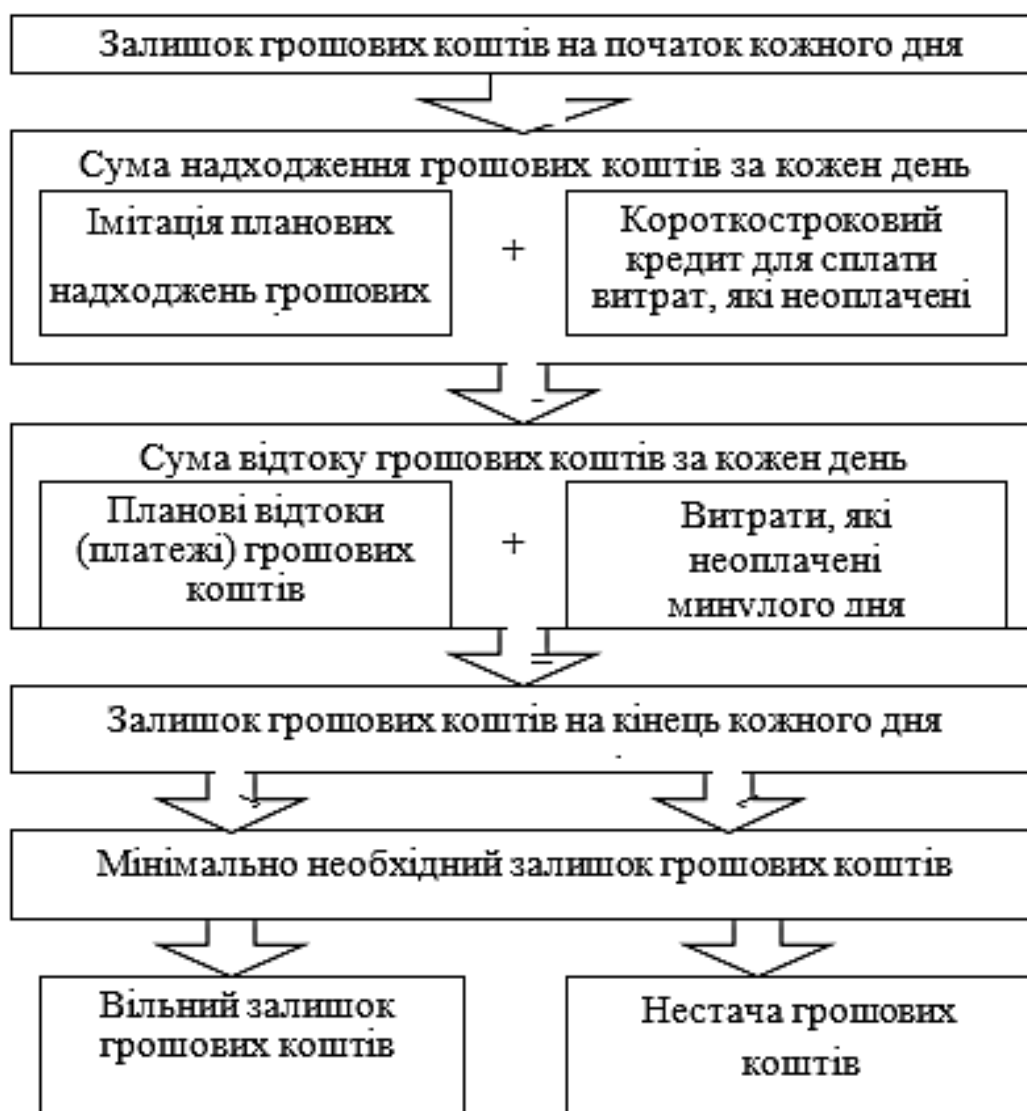 Залишок грошових коштів на початок кожного дня
Сума надходження грошових коштів за кожен день
Імітація планових
надходжень грошових
+
Короткостроковий
кредит для сплати
витрат, які неоплачені
-
Сума відтоку грошових коштів за кожен день
Планові відтоки
(платежі) грошових
коштів
+
Витрати, які
неоплачені
минулого дня
=
Залишок грошових коштів на кінець кожного дня
>
<
Мінімально необхідний залишок грошових коштів
Вільний залишок
грошових коштів
Нестача грошових
коштів